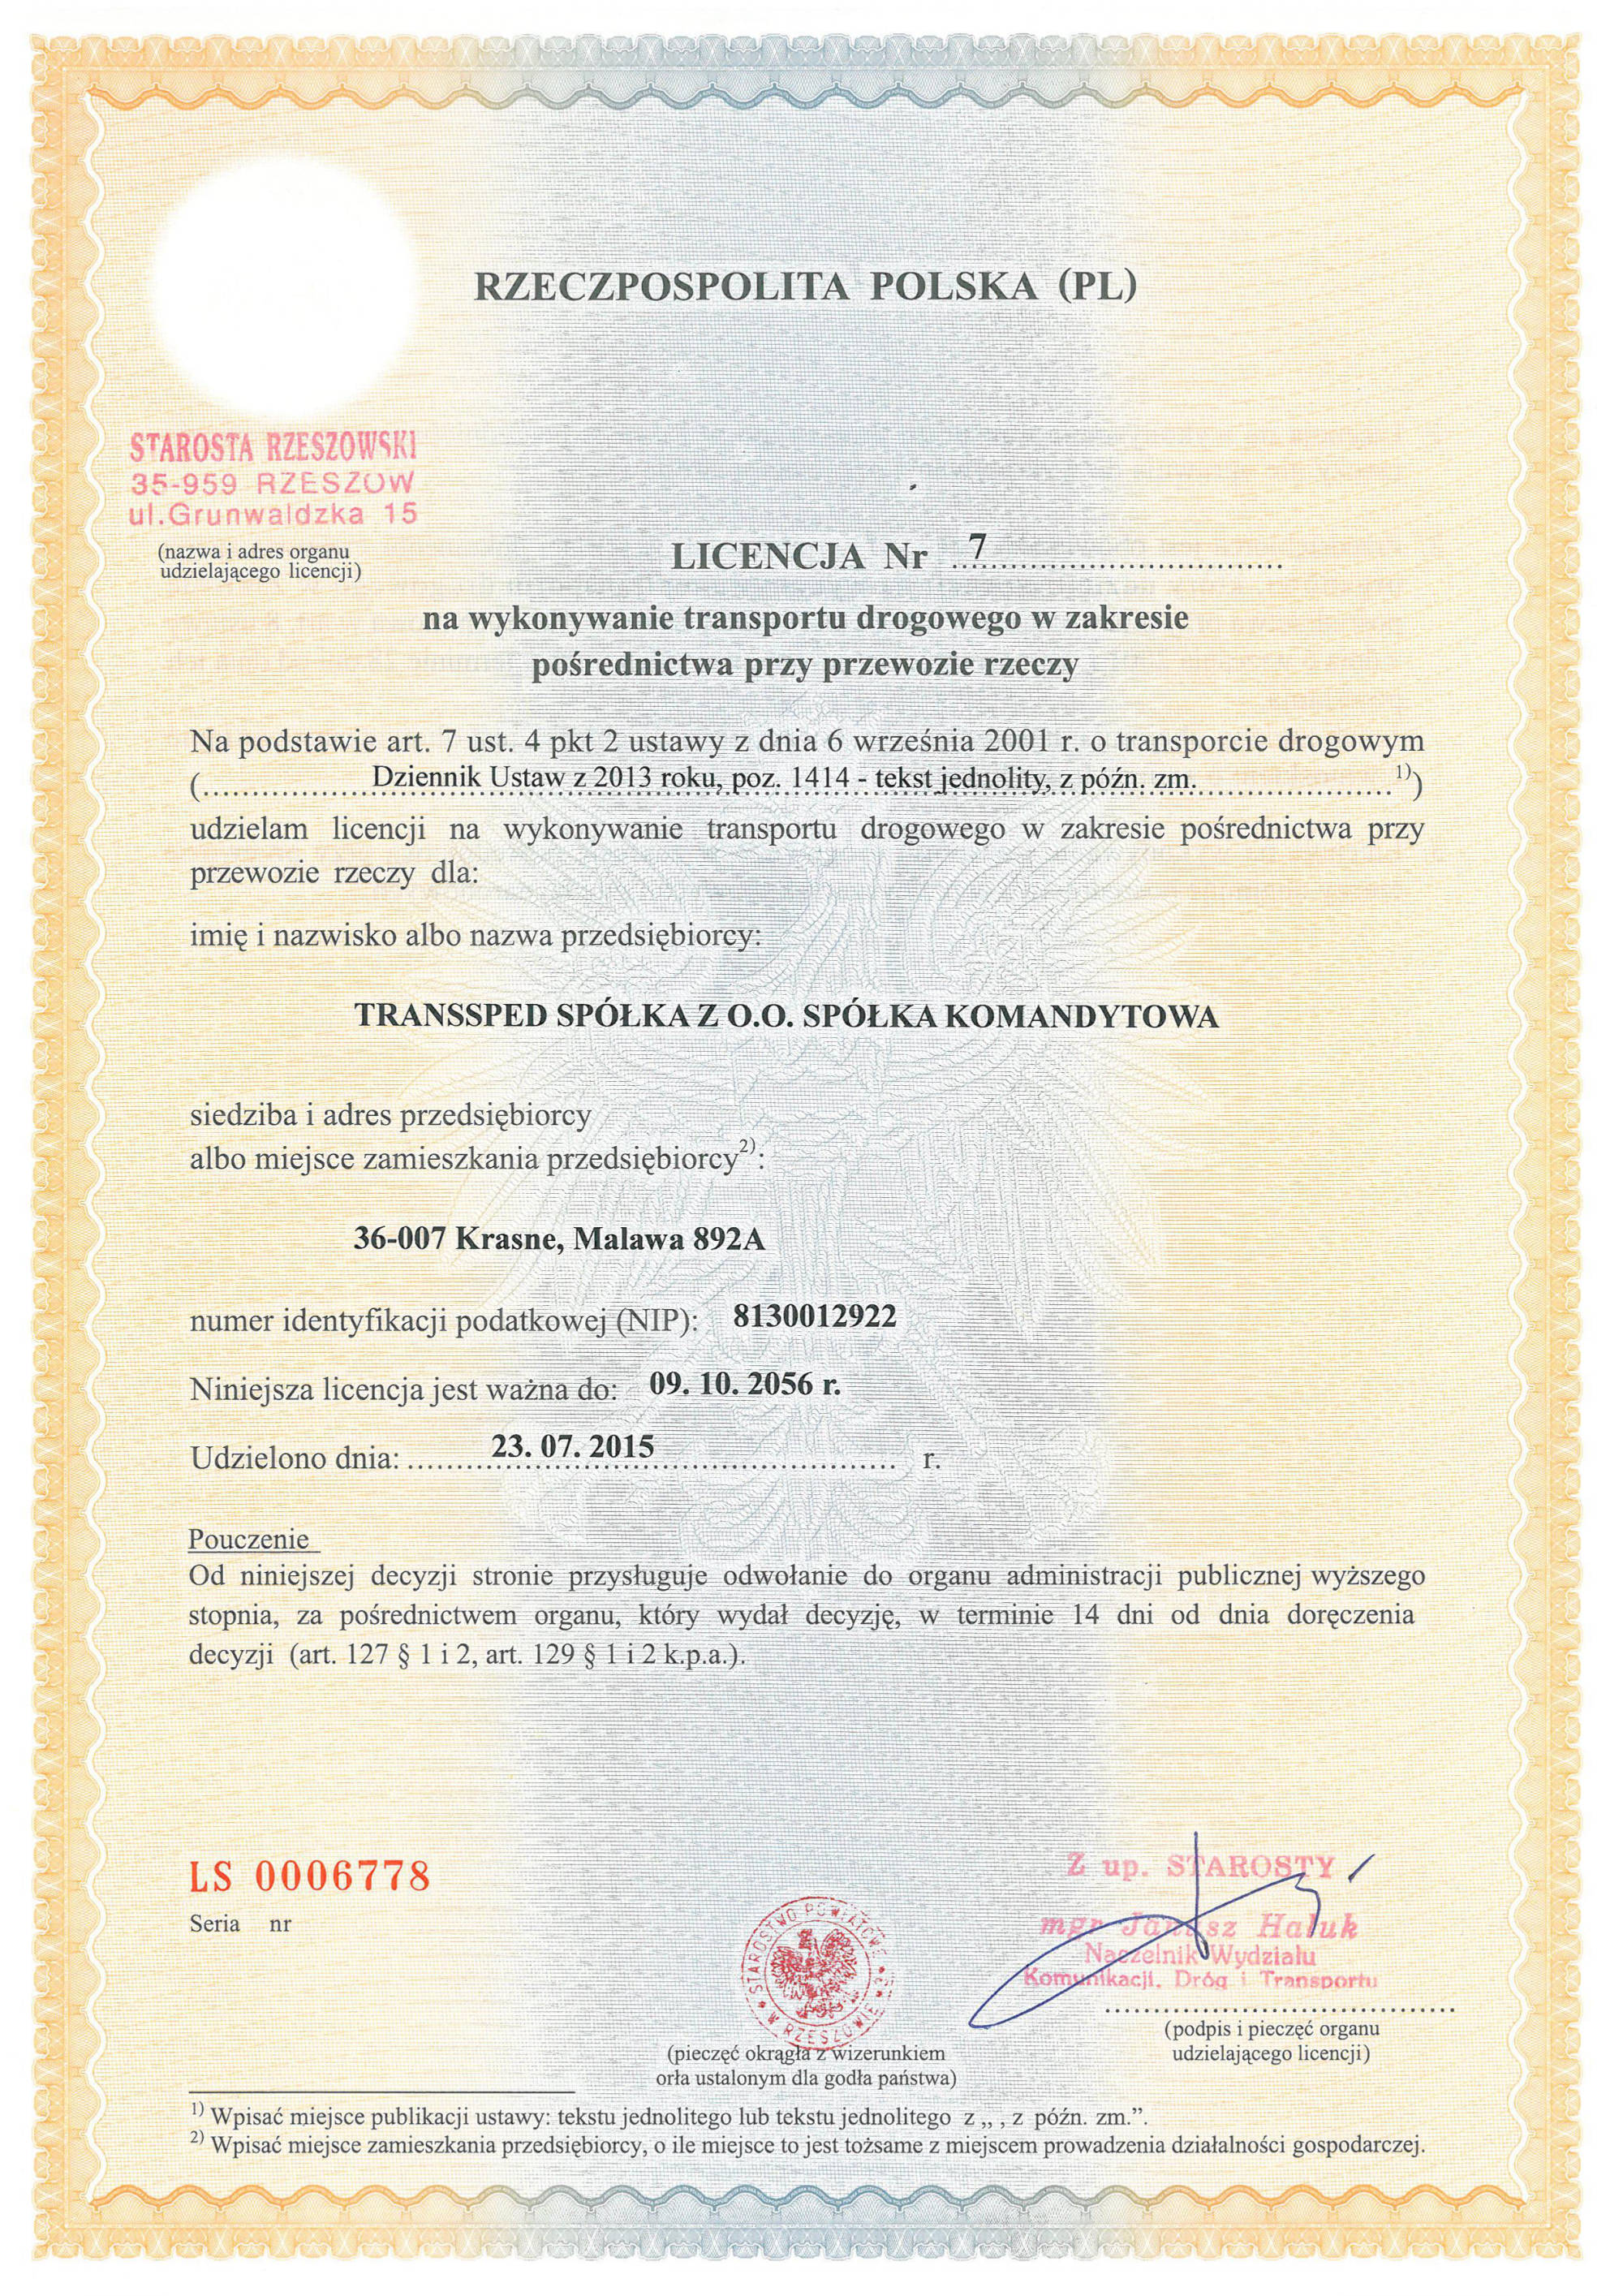 RZECZPOSPOLITA POLSKA (PL)
STAROSTA RZESZOWSKI
35-959 RZESZÓW
ul.Grunwaldzka 15
(nazwa i adres organu
udzielającego licencji)
LICENCJA Nr 7
na wykonywanie transportu drogowego w zakresie
pośrednictwa przy przewozie rzeczy
Na podstawie art. 7 ust. 4 pkt 2 ustawy z dnia 6 września 2001 r. o transporcie drogowym
(Dziennik Ustaw z 2013 roku, poz. 1414 - tekst jednolity, z późn. zm. 1))
udzielam licencji na wykonywanie transportu drogowego w zakresie pośrednictwa przy
przewozie rzeczy dla:
imię i nazwisko albo nazwa przedsiębiorcy:
TRANSSPED SPÓŁKA Z O.O. SPÓŁKA KOMANDYTOWA
siedziba i adres przedsiębiorcy
albo miejsce zamieszkania przedsiębiorcy2):
36-007 Krasne, Malawa 892A
numer identyfikacji podatkowej (NIP): 8130012922
Niniejsza licencja jest ważna do: 09. 10. 2056 r.
Udzielono dnia: 23. 07. 2015 r.
Pouczenie
Od niniejszej decyzji stronie przysługuje odwołanie do organu administracji publicznej wyższego
stopnia, za pośrednictwem organu, który wydał decyzję, w terminie 14 dni od dnia doręczenia
decyzji (art. 127 § 1 i 2, art. 129 § 1 i 2 k.p.a.).
LS 0006778
Seria nr
STAROSTWO POWIATOWE
W RZESZOWIE
(pieczęć okrągła z wizerunkiem
orła ustalonym dla godła państwa)
Z up. STAROSTY
mgr Janusz Haluk
Naczelnik Wydziału
Komunikacji, Dróg i Transportu
(podpis i pieczęć organu
udzielającego licencji)
1) Wpisać miejsce publikacji ustawy: tekstu jednolitego lub tekstu jednolitego z „ , z późn. zm.”.
2) Wpisać miejsce zamieszkania przedsiębiorcy, o ile miejsce to jest tożsame z miejscem prowadzenia działalności gospodarczej.